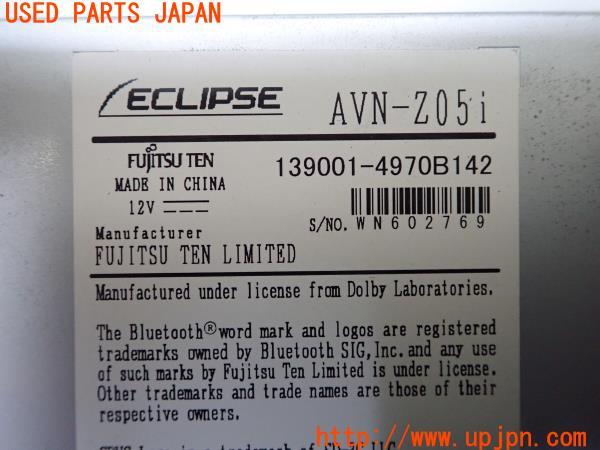 USED PARTS JAPAN
ECLIPSE AVN-Z05i
FUJITSU TEN 139001-4970B142
MADE IN CHINA
12V
S/NO. WN602769
Manufacturer
FUJITSU TEN LIMITED
Manufactured under license from Dolby Laboratories.
The Bluetooth®word mark and logos are registered
trademarks owned by Bluetooth SIG, Inc. and any use
of such marks by Fujitsu Ten Limited is under license.
Other trademarks and trade names are those of their
respective owners.
is a trademark of
http://www.upjpn.com